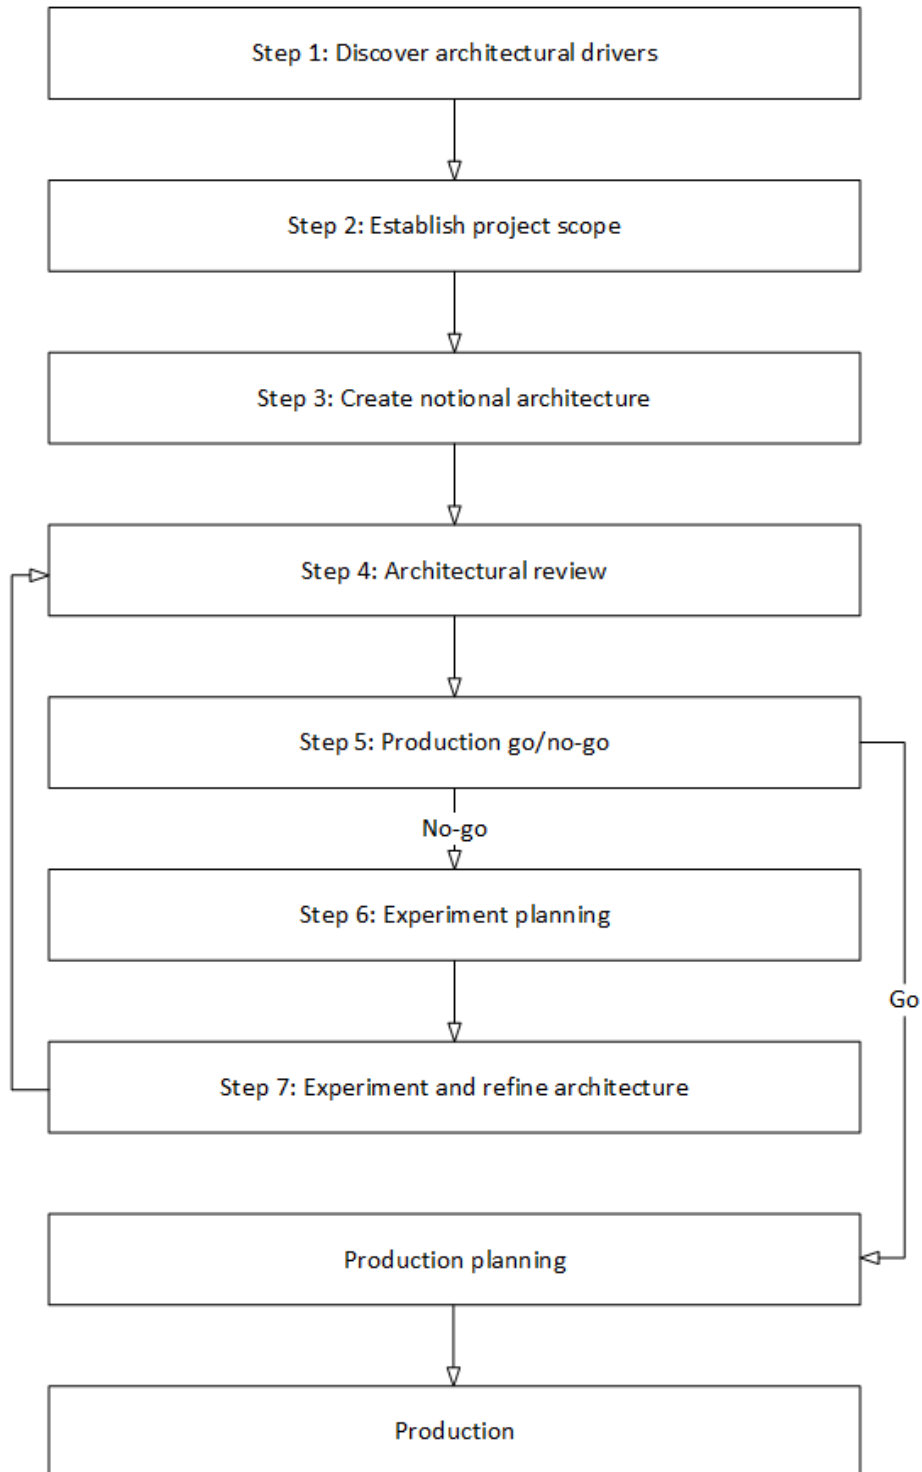 Step 1: Discover architectural drivers
Step 2: Establish project scope
Step 3: Create notional architecture
Step 4: Architectural review
Step 5: Production go/no-go
No-go
Step 6: Experiment planning
Go
Step 7: Experiment and refine architecture
Production planning
Production